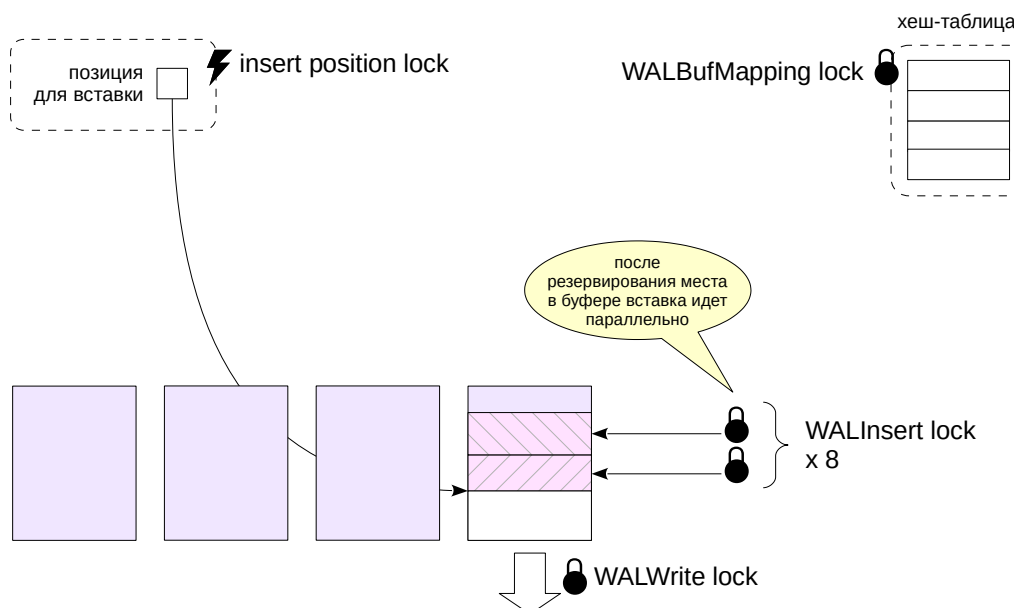 хеш-таблица
insert position lock
WALBufMapping lock
позиция
для вставки
после
резервирования места
в буфере вставка идет
параллельно
WALInsert lock
x 8
WALWrite lock